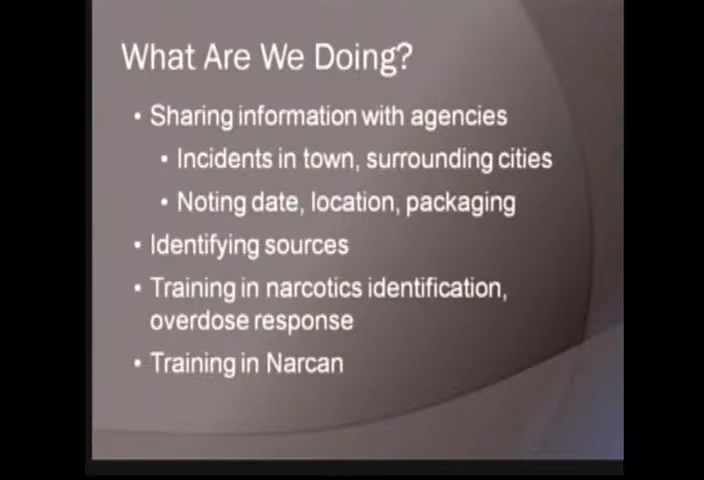 What Are We Doing?
• Sharing information with agencies
• Incidents in town, surrounding cities
• Noting date, location, packaging
• Identifying sources
• Training in narcotics identification,
overdose response
• Training in Narcan